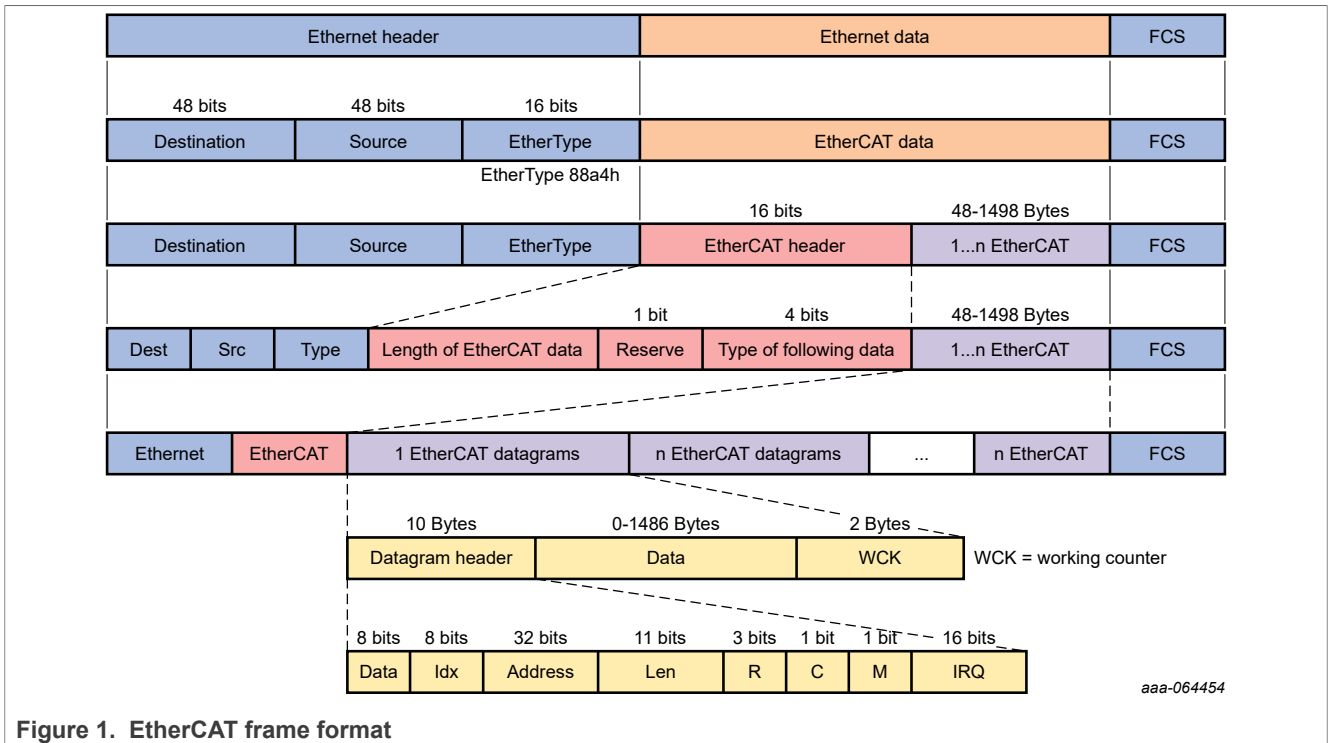 Ethernet header Ethernet data FCS
48 bits 48 bits 16 bits
Destination Source EtherType EtherCAT data FCS
EtherType 88a4h
16 bits 48-1498 Bytes
Destination Source EtherType EtherCAT header 1...n EtherCAT FCS
1 bit 4 bits 48-1498 Bytes
Dest Src Type Length of EtherCAT data Reserve Type of following data 1...n EtherCAT FCS
Ethernet EtherCAT 1 EtherCAT datagrams n EtherCAT datagrams ... n EtherCAT FCS
10 Bytes 0-1486 Bytes 2 Bytes
Datagram header Data WCK WCK = working counter
8 bits 8 bits 32 bits 11 bits 3 bits 1 bit 1 bit 16 bits
Data Idx Address Len R C M IRQ
aaa-064454
Figure 1. EtherCAT frame format